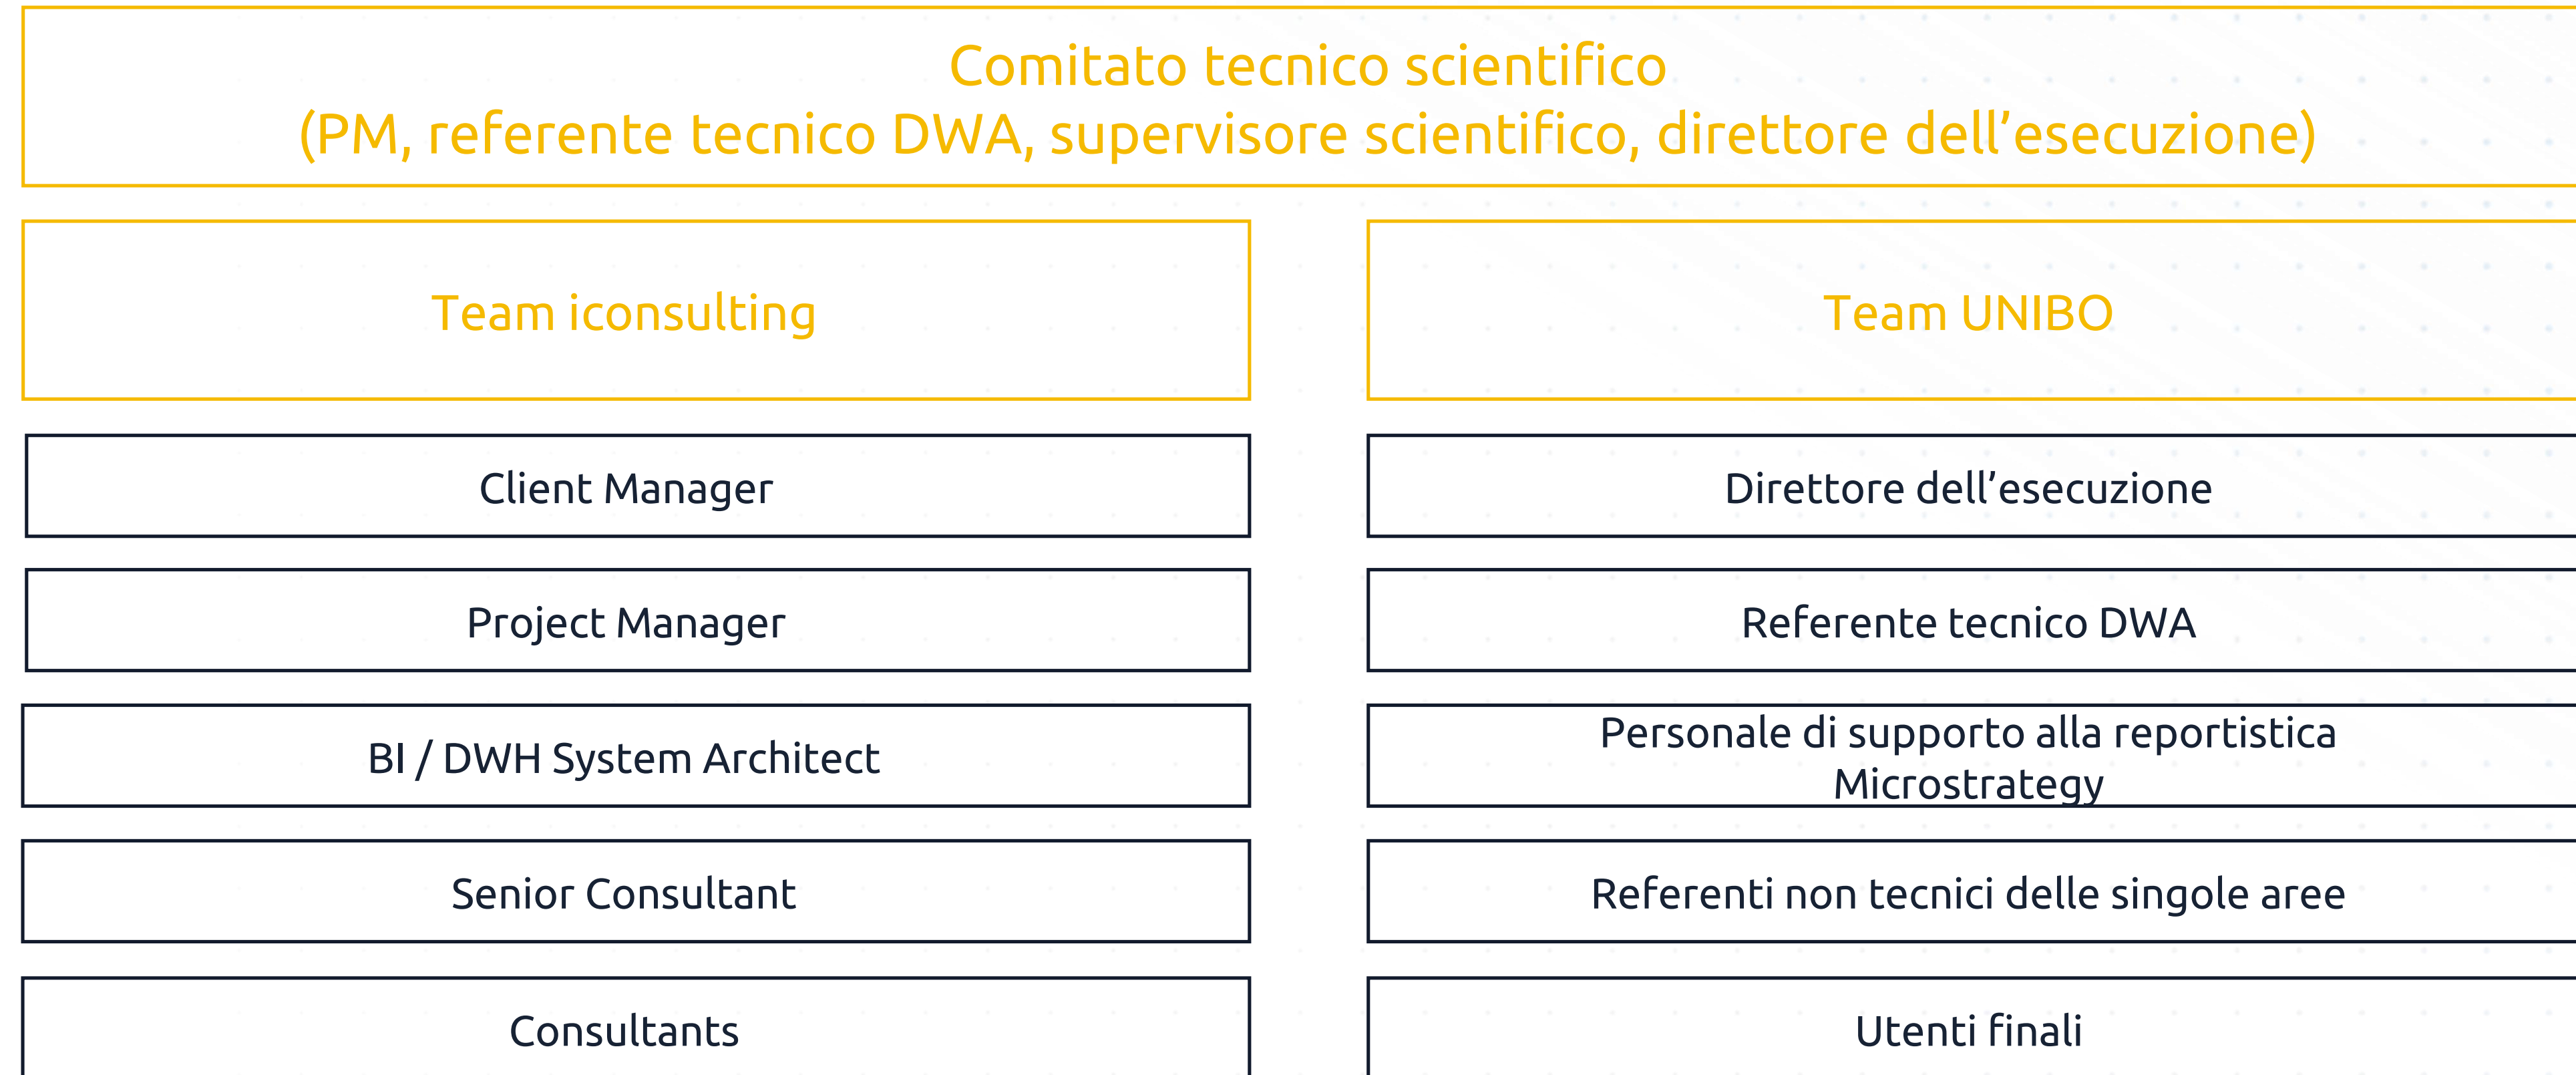 Comitato tecnico scientifico
(PM, referente tecnico DWA, supervisore scientifico, direttore dell’esecuzione)
Team iconsulting
Team UNIBO
Client Manager
Direttore dell’esecuzione
Project Manager
Referente tecnico DWA
BI / DWH System Architect
Personale di supporto alla reportistica
Microstrategy
Senior Consultant
Referenti non tecnici delle singole aree
Consultants
Utenti finali